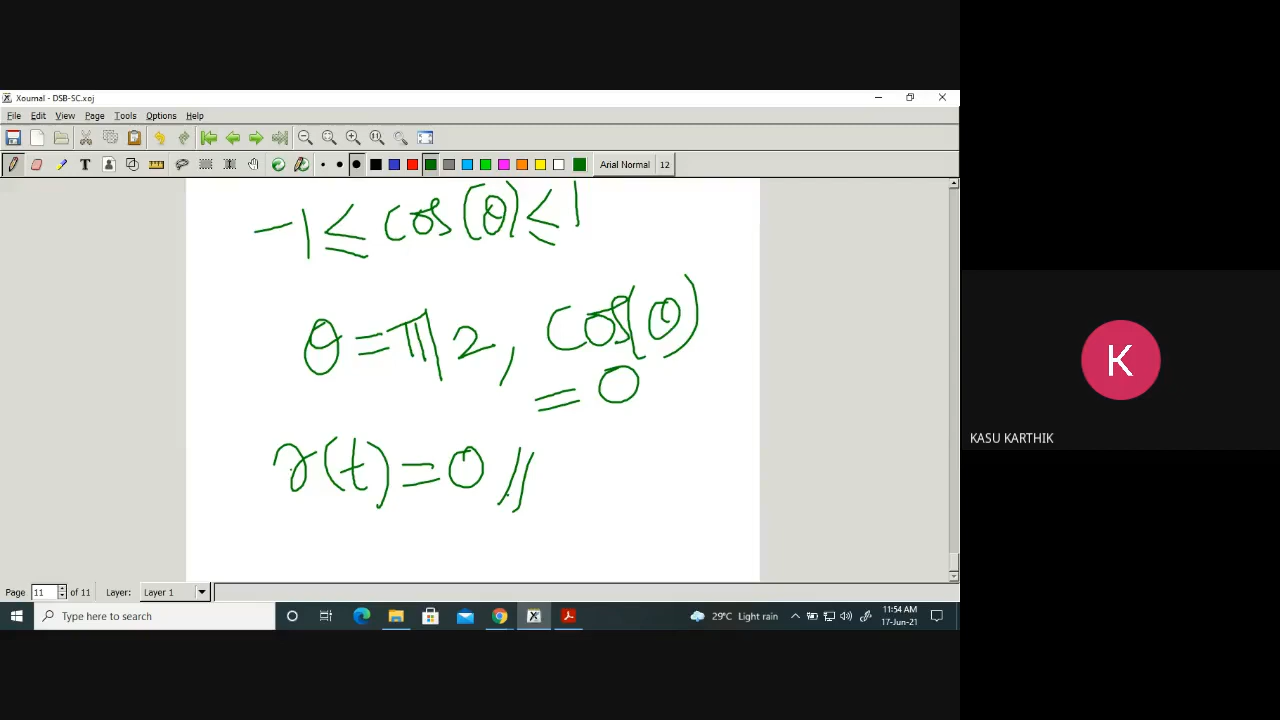 Xournal - DSB-SC.xoj
File Edit View Page Tools Options Help
Arial Normal 12
-1 ≤ cos(θ) ≤ 1
θ = π/2, cos(θ)
= 0
r(t) = 0 //
K
KASU KARTHIK
Page 11 of 11 Layer: Layer 1
Type here to search
29°C Light rain
11:54 AM
17-Jun-21